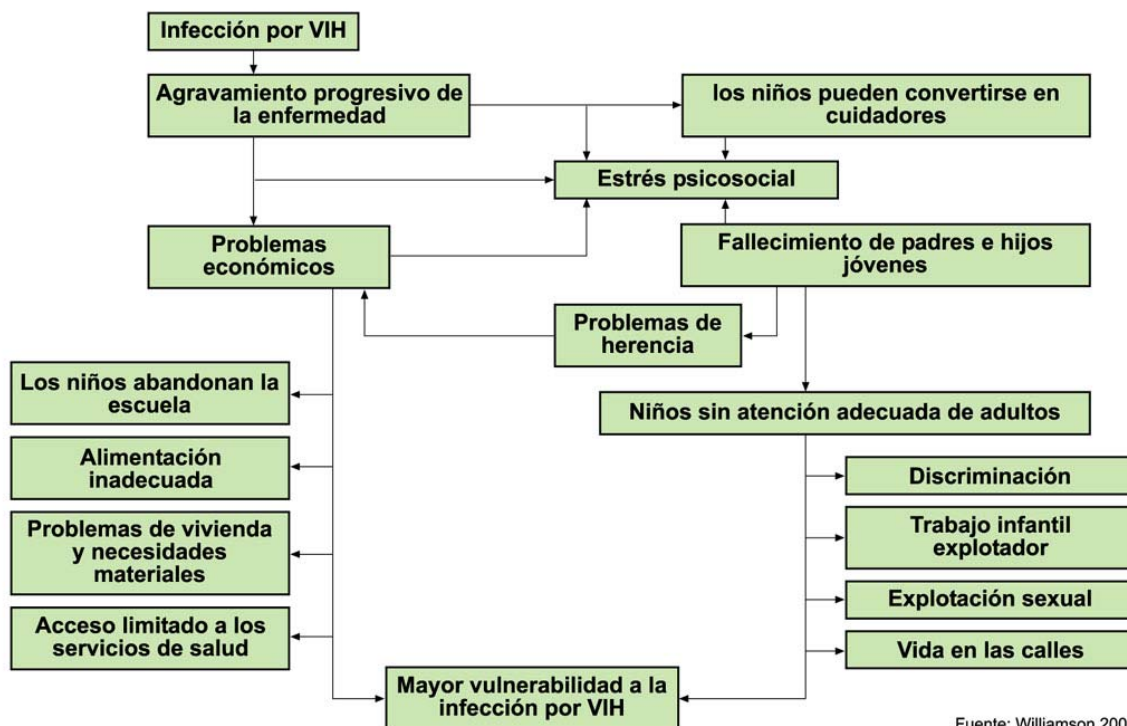 Infección por VIH
Agravamiento progresivo de
la enfermedad
los niños pueden convertirse en
cuidadores
Estrés psicosocial
Problemas
económicos
Fallecimiento de padres e hijos
jóvenes
Problemas de
herencia
Los niños abandonan la
escuela
Niños sin atención adecuada de adultos
Alimentación
inadecuada
Discriminación
Problemas de vivienda
y necesidades
materiales
Trabajo infantil
explotador
Explotación sexual
Acceso limitado a los
servicios de salud
Vida en las calles
Mayor vulnerabilidad a la
infección por VIH
Fuente: Williamson